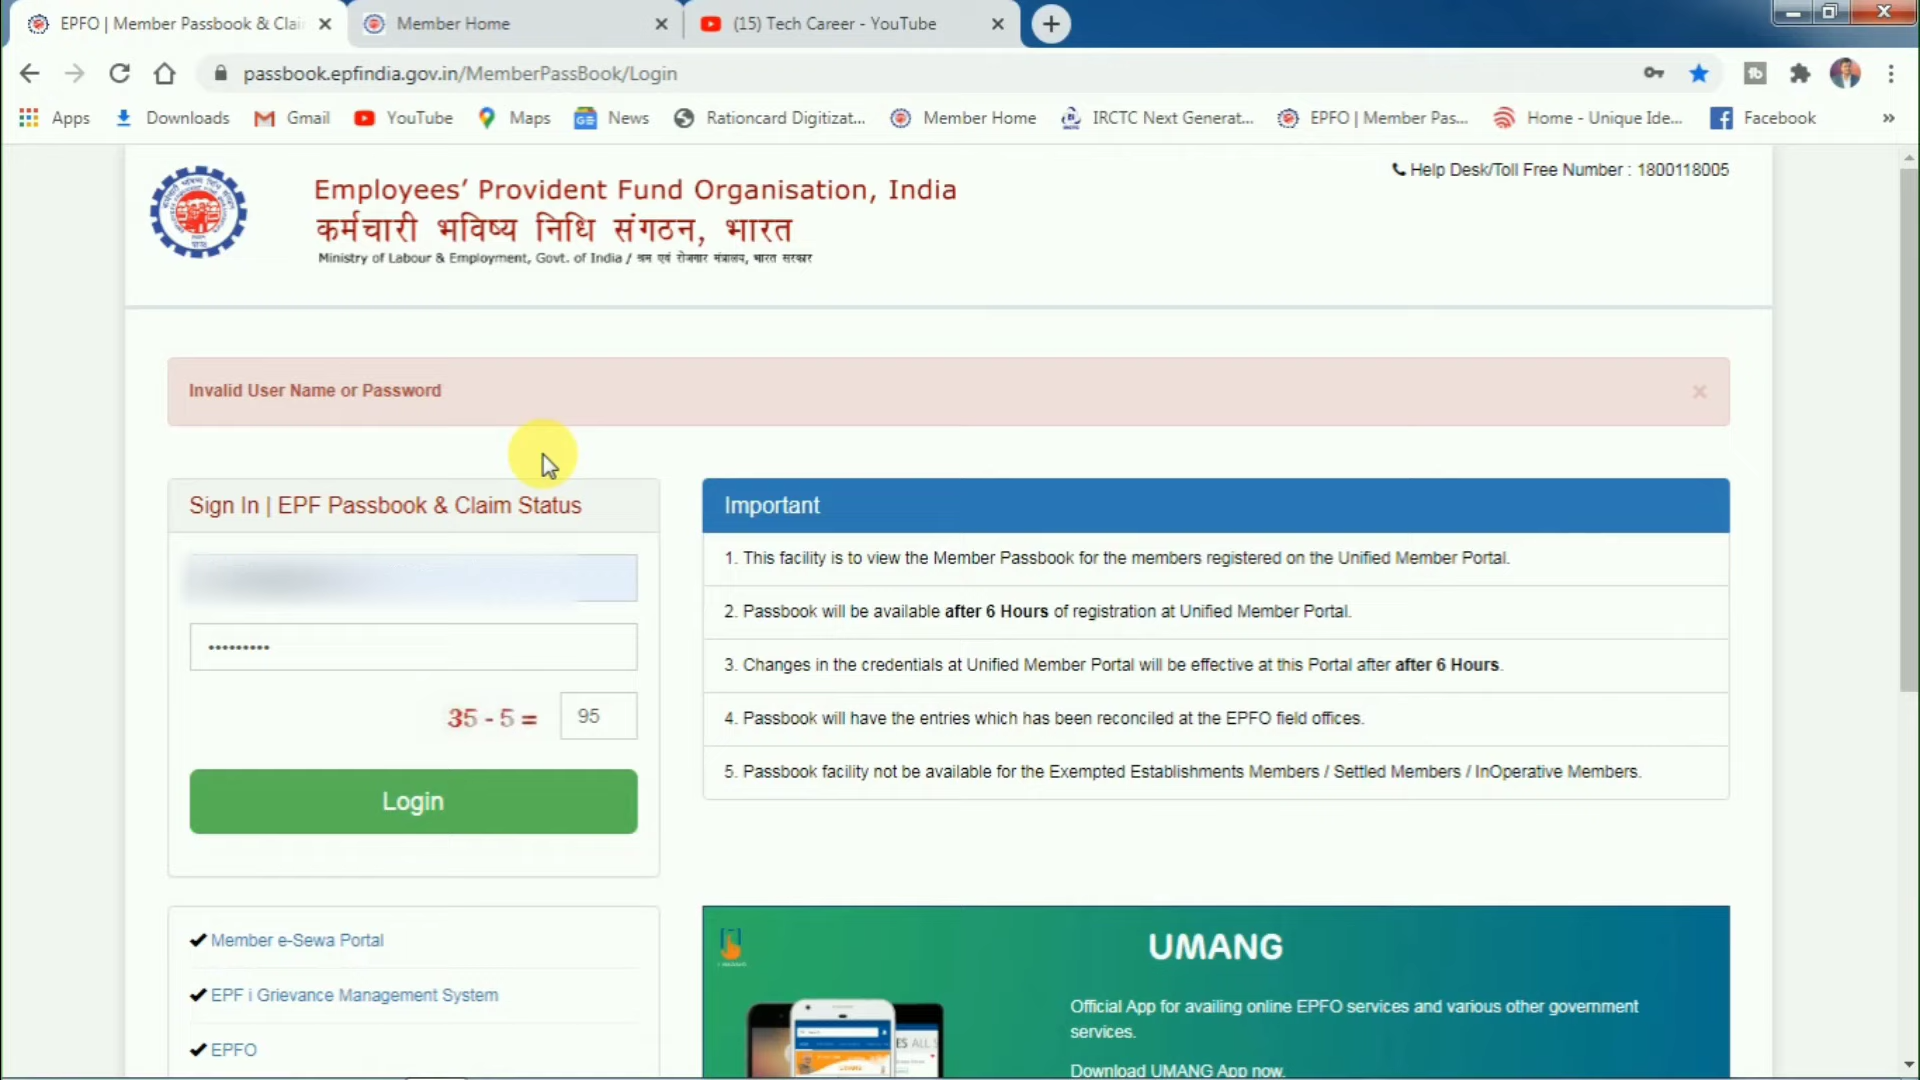 EPFO | Member Passbook & Clai
Member Home
(15) Tech Career - YouTube
passbook.epfindia.gov.in/MemberPassBook/Login
Apps
Downloads
Gmail
YouTube
Maps
News
Rationcard Digitizat...
Member Home
IRCTC Next Generat...
EPFO | Member Pas...
Home - Unique Ide...
Facebook
»
Help Desk/Toll Free Number : 1800118005
Employees' Provident Fund Organisation, India
कर्मचारी भविष्य निधि संगठन, भारत
Ministry of Labour & Employment, Govt. of India / श्रम एवं रोजगार मंत्रालय, भारत सरकार
Invalid User Name or Password
×
Sign In | EPF Passbook & Claim Status
•••••••••
35 - 5 =
95
Login
Important
1. This facility is to view the Member Passbook for the members registered on the Unified Member Portal.
2. Passbook will be available after 6 Hours of registration at Unified Member Portal.
3. Changes in the credentials at Unified Member Portal will be effective at this Portal after after 6 Hours.
4. Passbook will have the entries which has been reconciled at the EPFO field offices.
5. Passbook facility not be available for the Exempted Establishments Members / Settled Members / InOperative Members.
Member e-Sewa Portal
EPF i Grievance Management System
EPFO
UMANG
Official App for availing online EPFO services and various other government
services.
Download UMANG App now.